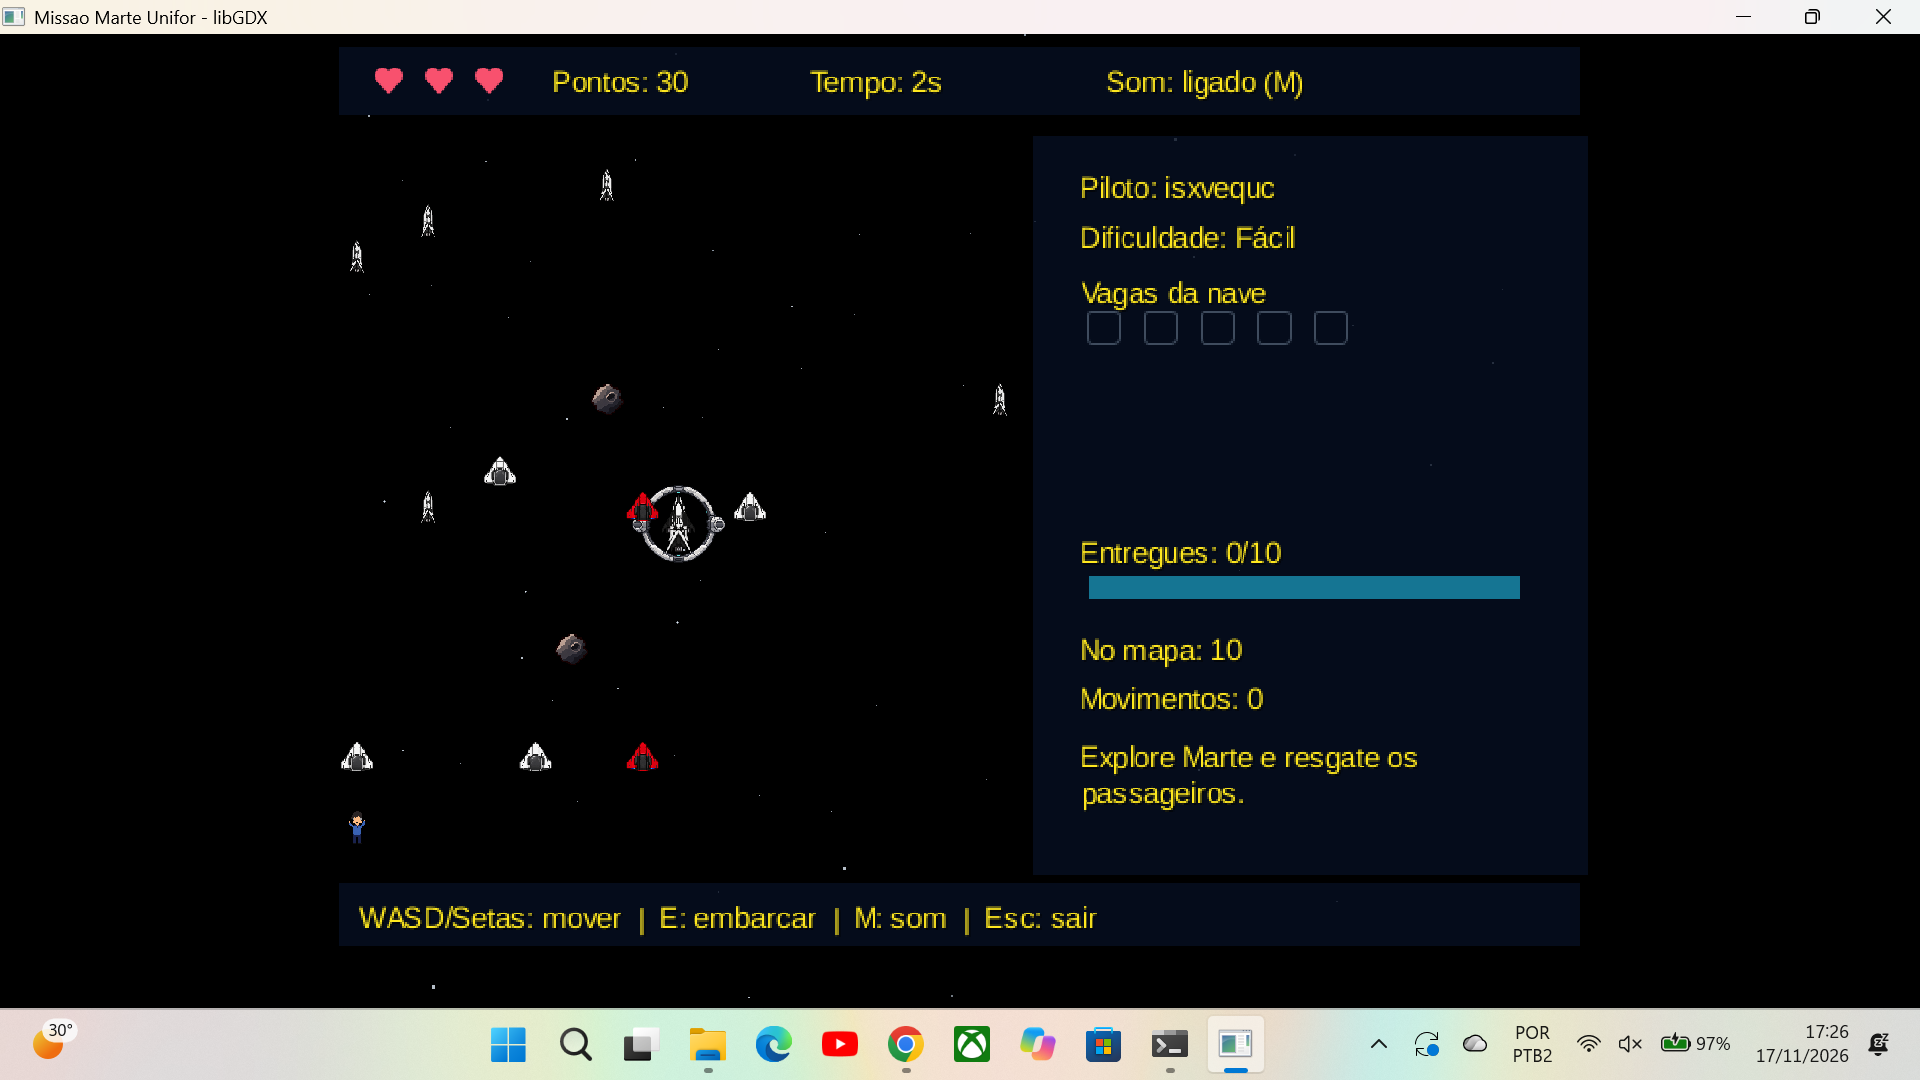 Missao Marte Unifor - libGDX
Pontos: 30
Tempo: 2s
Som: ligado (M)
Piloto: isxvequc
Dificuldade: Fácil
Vagas da nave
Entregues: 0/10
No mapa: 10
Movimentos: 0
Explore Marte e resgate os
passageiros.
WASD/Setas: mover | E: embarcar | M: som | Esc: sair
30°
POR
PTB2
97%
17:26
17/11/2026